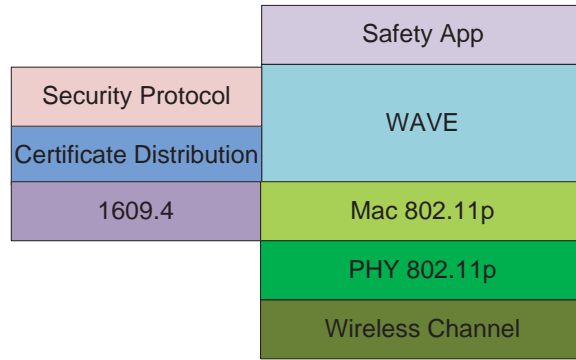 Safety App
Security Protocol
WAVE
Certificate Distribution
1609.4
Mac 802.11p
PHY 802.11p
Wireless Channel